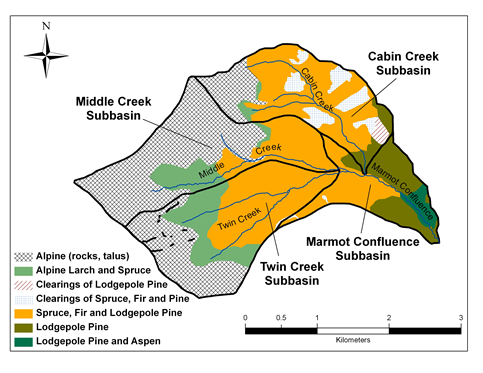 N
Cabin Creek
Subbasin
Middle Creek
Subbasin
Cabin Creek
Middle Creek
Marmot Confluence
Twin Creek
Marmot Confluence
Subbasin
Twin Creek
Subbasin
Alpine (rocks, talus)
Alpine Larch and Spruce
Clearings of Lodgepole Pine
Clearings of Spruce, Fir and Pine
Spruce, Fir and Lodgepole Pine
Lodgepole Pine
Lodgepole Pine and Aspen
0 0.5 1 2 3
Kilometers